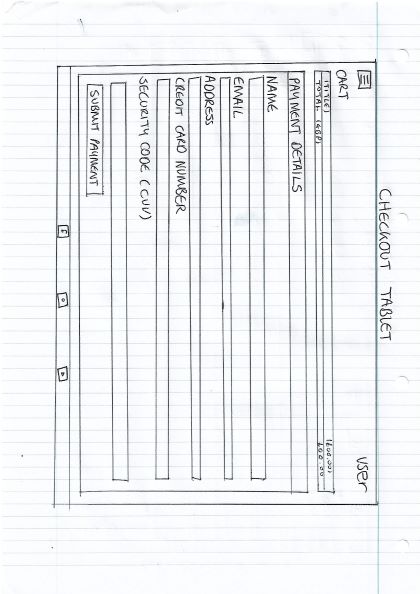 CHECKOUT TABLET
user
CART
(TITLE) (£00.00)
TOTAL (GBP) £00.00
PAYMENT DETAILS
NAME
EMAIL
ADDRESS
CREDIT CARD NUMBER
SECURITY CODE (CVV)
SUBMIT PAYMENT